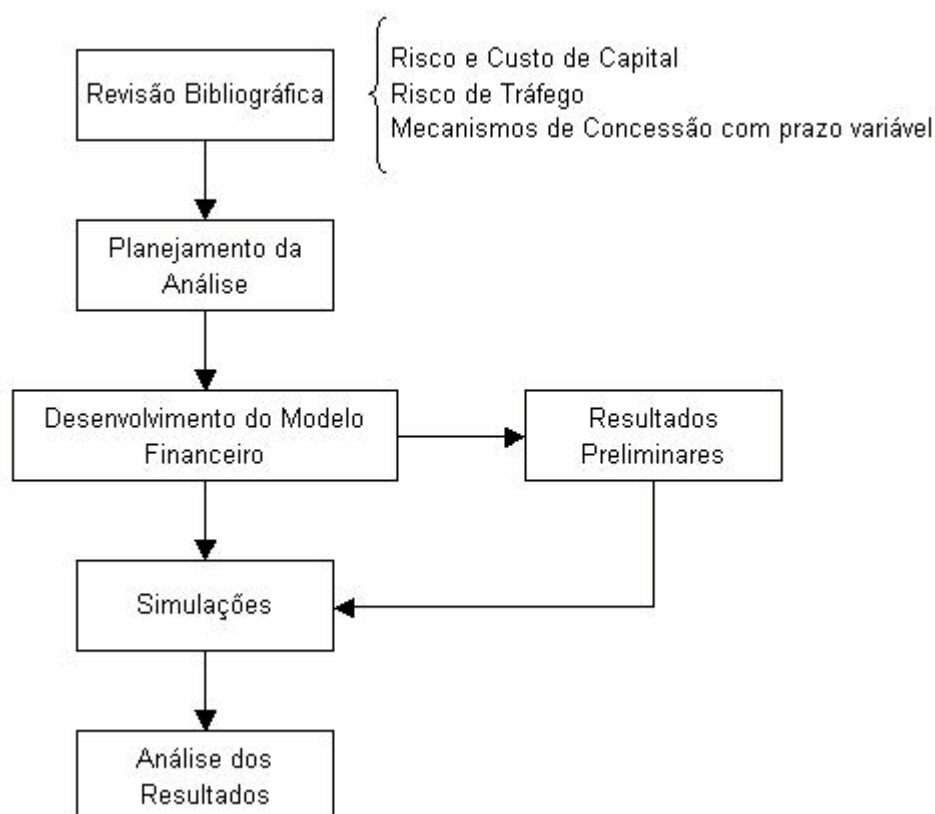 Revisão Bibliográfica
Risco e Custo de Capital
Risco de Tráfego
Mecanismos de Concessão com prazo variável
Planejamento da
Análise
Desenvolvimento do Modelo
Financeiro
Resultados
Preliminares
Simulações
Análise dos
Resultados